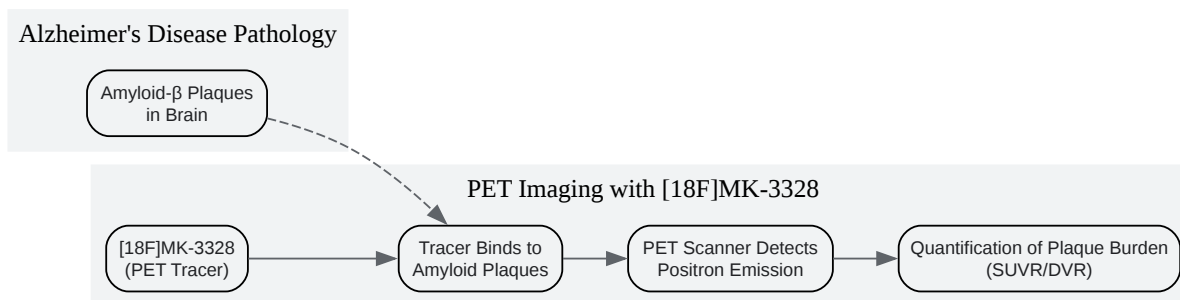 Alzheimer's Disease Pathology
Amyloid-β Plaques
in Brain
PET Imaging with [18F]MK-3328
[18F]MK-3328
(PET Tracer)
Tracer Binds to
Amyloid Plaques
PET Scanner Detects
Positron Emission
Quantification of Plaque Burden
(SUVR/DVR)